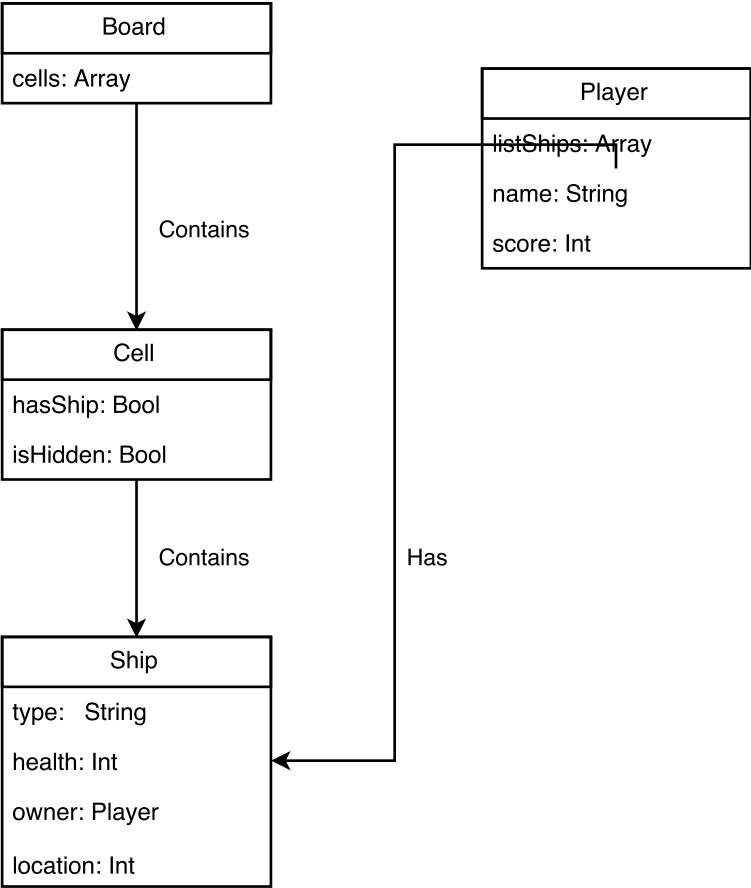 Board
cells: Array
Player
listShips: Array
name: String
score: Int
Contains
Cell
hasShip: Bool
isHidden: Bool
Contains
Has
Ship
type:   String
health: Int
owner: Player
location: Int